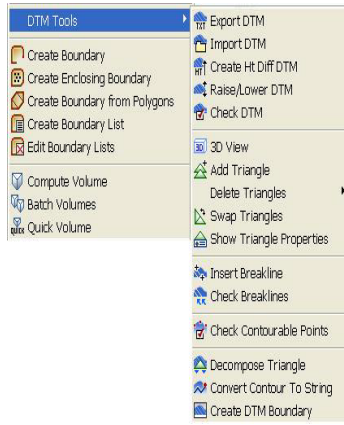 DTM Tools
Create Boundary
Create Enclosing Boundary
Create Boundary from Polygons
Create Boundary List
Edit Boundary Lists
Compute Volume
Batch Volumes
Quick Volume
Export DTM
Import DTM
Create Ht Diff DTM
Raise/Lower DTM
Check DTM
3D View
Add Triangle
Delete Triangles
Swap Triangles
Show Triangle Properties
Insert Breakline
Check Breaklines
Check Contourable Points
Decompose Triangle
Convert Contour To String
Create DTM Boundary